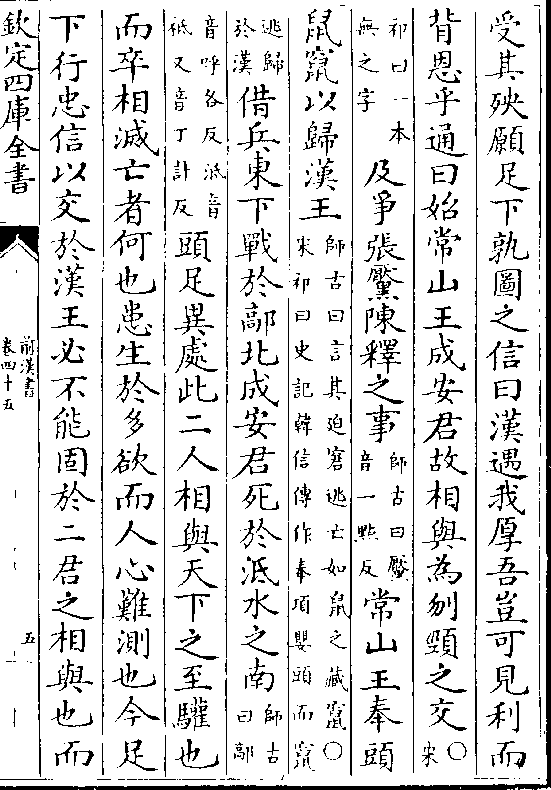 受其殃願足下孰圖之信曰漢遇我厚吾豈可見利而
背恩乎通曰始常山王成安君故相與為刎頸之交○宋
祁曰一本
無之字
及爭張黶陳釋之事
師古曰黶
音一點反
常山王奉頭
鼠竄以歸漢王
師古曰言其迫窘逃亡如鼠之藏竄○
宋祁曰史記韓信傳作奉項嬰頭而竄
逃歸
於漢
借兵東下戰於鄗北成安君死於泜水之南
師古
曰鄗
音呼各反泜音
祗又音丁計反
頭足異處此二人相與天下之至驩也
而卒相滅亡者何也患生於多欲而人心難測也今足
下行忠信以交於漢王必不能固於二君之相與也而
欽定四庫全書
前漢書
卷四十五
五